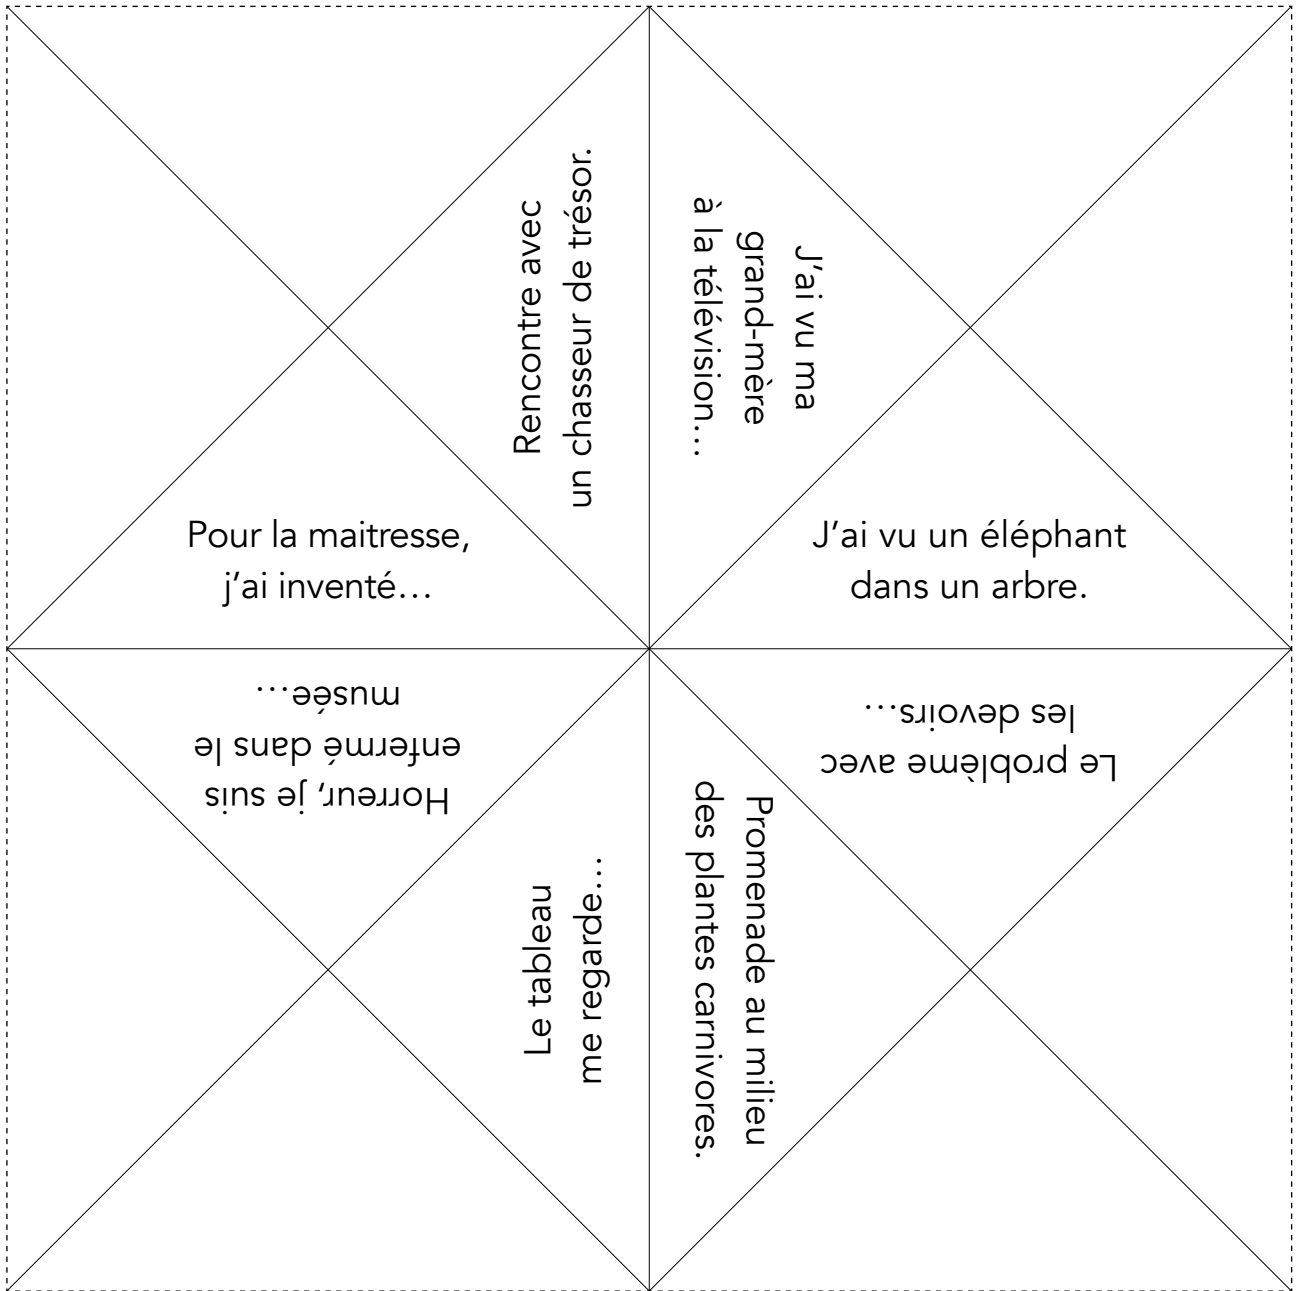 Rencontre avec
un chasseur de trésor.
J’ai vu ma
grand-mère
à la télévision…
Pour la maitresse,
j’ai inventé…
J’ai vu un éléphant
dans un arbre.
Horreur, je suis
enfermé dans le
musée…
Le problème avec
les devoirs…
Le tableau
me regarde…
Promenade au milieu
des plantes carnivores.